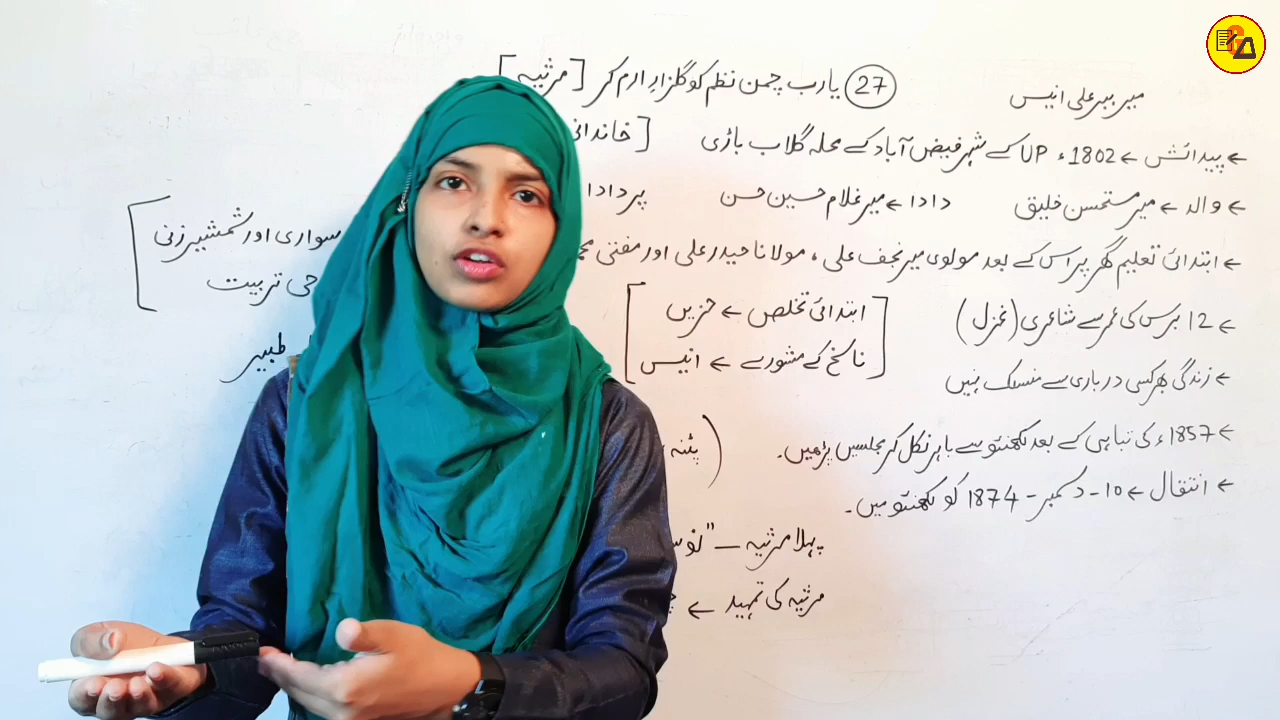 میر ببر علی انیس
27 یارب چمن نظم کو گلزارِ ارم کر [مرثیہ]
← پیدائش ← 1802ء UP کے شہر فیض آباد کے محلہ گلاب باڑی [خاندانی
← والد ← میر مستحسن خلیق دادا ← میر غلام حسین حسن پردادا
← ابتدائی تعلیم گھر پر اس کے بعد مولوی میر نجف علی، مولانا حیدر علی اور مفتی
سواری اور شمشیر زنی
تربیت
← 12 برس کی عمر سے شاعری (غزل) [ابتدائی تخلص ← حزیں
ناسخ کے مشورے ← انیس]
← زندگی بھر کسی درباری سے منسلک نہیں
← 1857ء کی تباہی کے بعد لکھنئو سے باہر نکل کر مجلسیں پڑھیں۔ (پٹنہ
← انتقال ← 10 - دسمبر - 1874 کو لکھنئو میں۔
پہلا مرثیہ –
مرثیہ کی تمہید ←